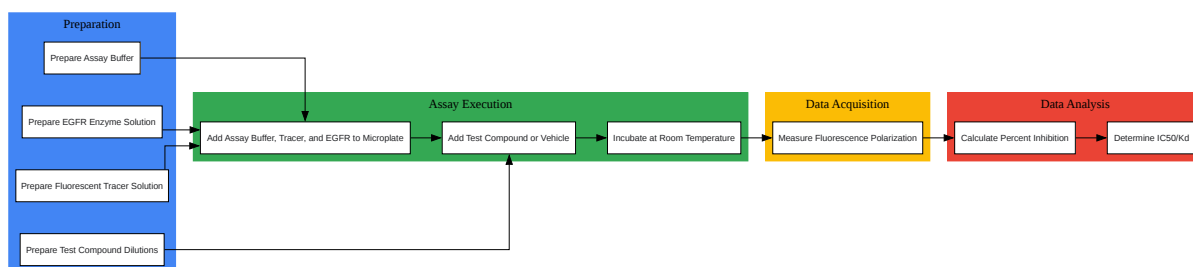 Preparation
Prepare Assay Buffer
Prepare EGFR Enzyme Solution
Prepare Fluorescent Tracer Solution
Prepare Test Compound Dilutions
Assay Execution
Add Assay Buffer, Tracer, and EGFR to Microplate
Add Test Compound or Vehicle
Incubate at Room Temperature
Data Acquisition
Measure Fluorescence Polarization
Data Analysis
Calculate Percent Inhibition
Determine IC50/Kd